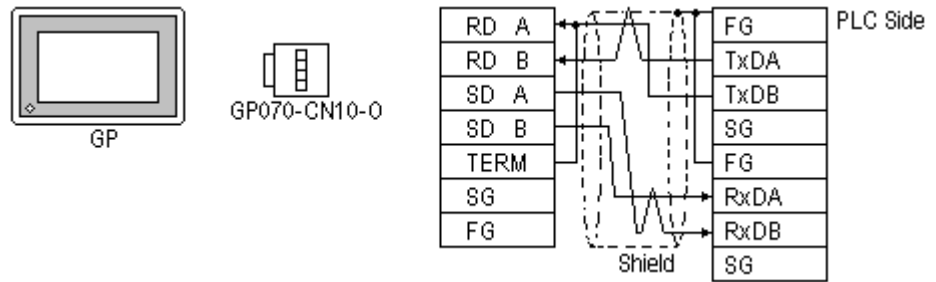 GP
GP070-CN10-0
RD A
RD B
SD A
SD B
TERM
SG
FG
Shield
FG
TxDA
TxDB
SG
FG
RxDA
RxDB
SG
PLC Side